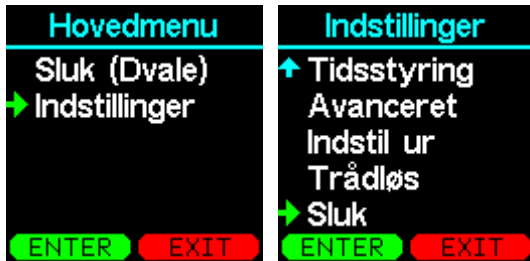 Hovedmenu
Sluk (Dvale)
Indstillinger
ENTER EXIT
Indstillinger
Tidsstyring
Avanceret
Indstil ur
Trådløs
Sluk
ENTER EXIT